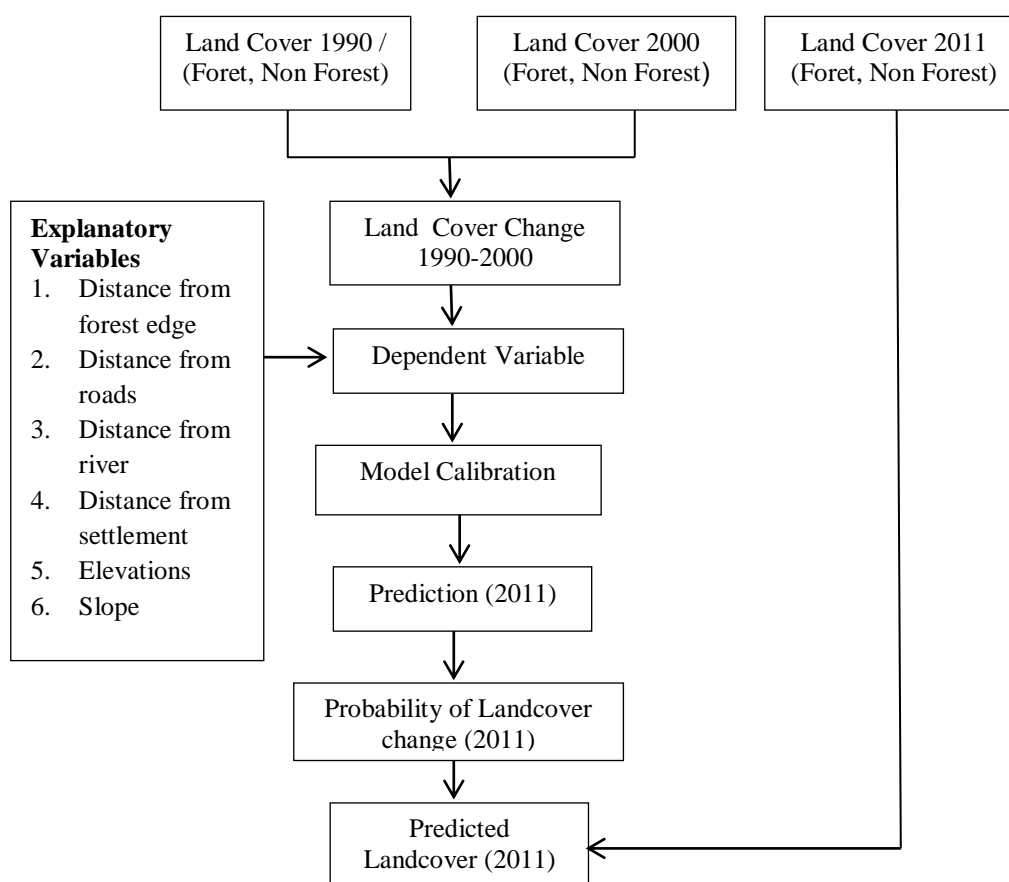 Land Cover 1990 /
(Foret, Non Forest)
Land Cover 2000
(Foret, Non Forest)
Land Cover 2011
(Foret, Non Forest)
Explanatory
Variables
1. Distance from
forest edge
2. Distance from
roads
3. Distance from
river
4. Distance from
settlement
5. Elevations
6. Slope
Land Cover Change
1990-2000
Dependent Variable
Model Calibration
Prediction (2011)
Probability of Landcover
change (2011)
Predicted
Landcover (2011)